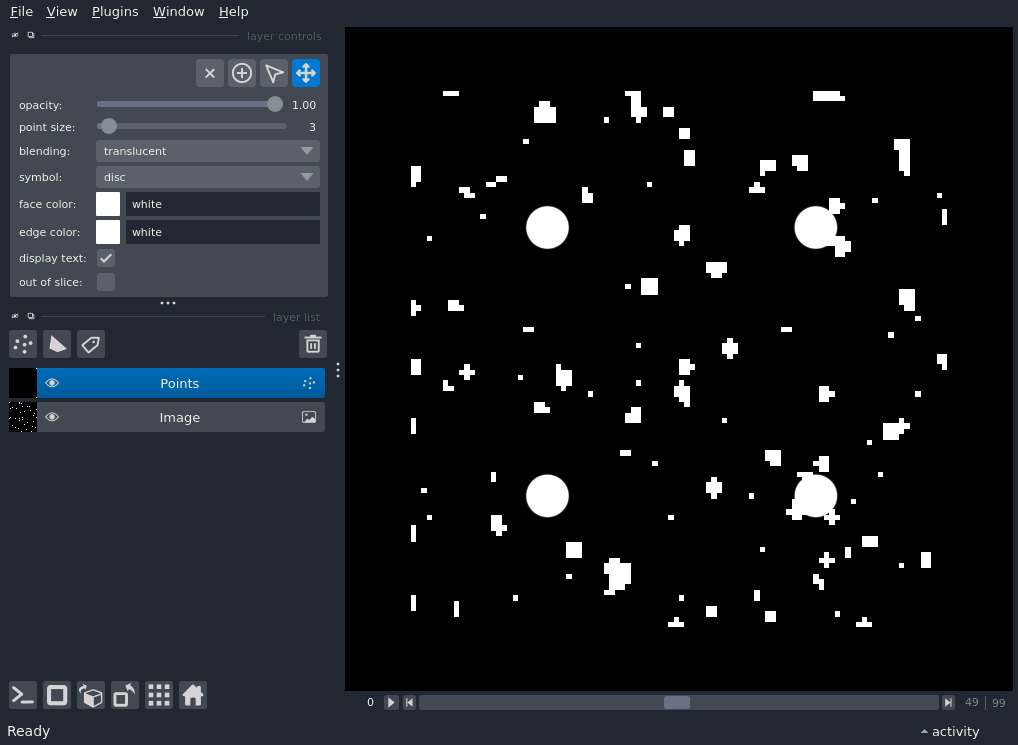 File View Plugins Window Help
layer controls
opacity: 1.00
point size: 3
blending: translucent
symbol: disc
face color: white
edge color: white
display text:
out of slice:
layer list
Points
Image
0 49 | 99
Ready activity